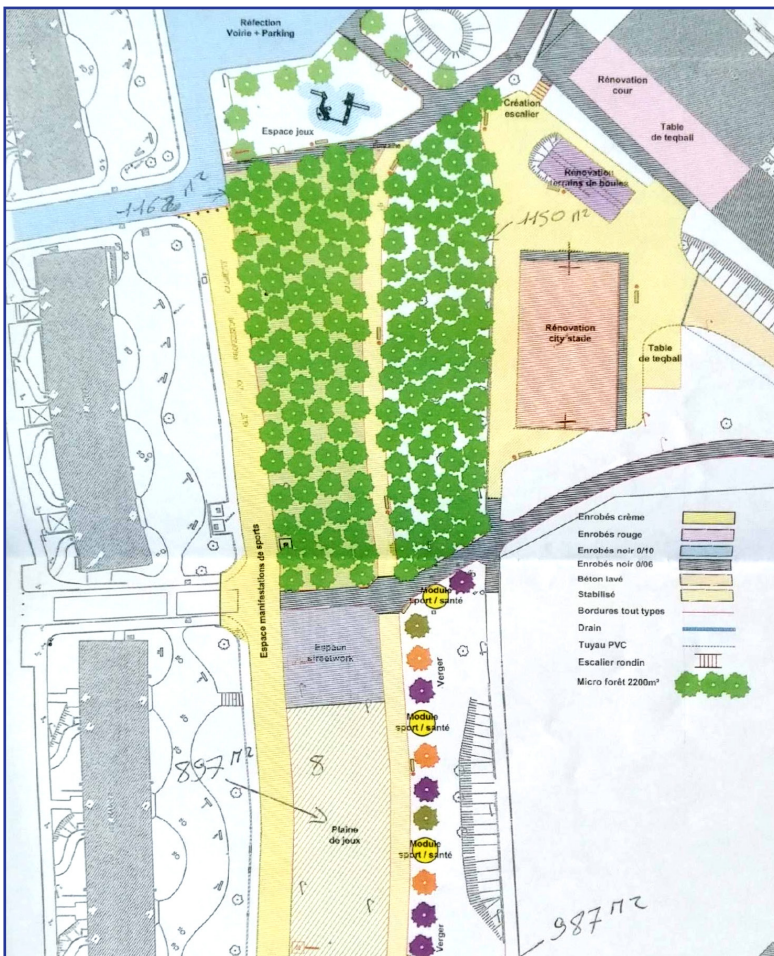 Réfection
Voirie + Parking
Espace jeux
Création
escalier
Rénovation
cour
Table
de teqball
Rénovation
terrains de boules
1168 m²
1150 m²
Rénovation
city stade
Table
de teqball
Espace manifestations de sports
Enrobés crème
Enrobés rouge
Enrobés noir 0/10
Enrobés noir 0/06
Béton lavé
Stabilisé
Bordures tout types
Drain
Tuyau PVC
Escalier rondin
Micro forêt 2200m²
Module
sport / santé
Espace
streetwork
Verger
Module
sport / santé
897 m²
8
Plaine
de jeux
Module
sport / santé
Verger
987 m²